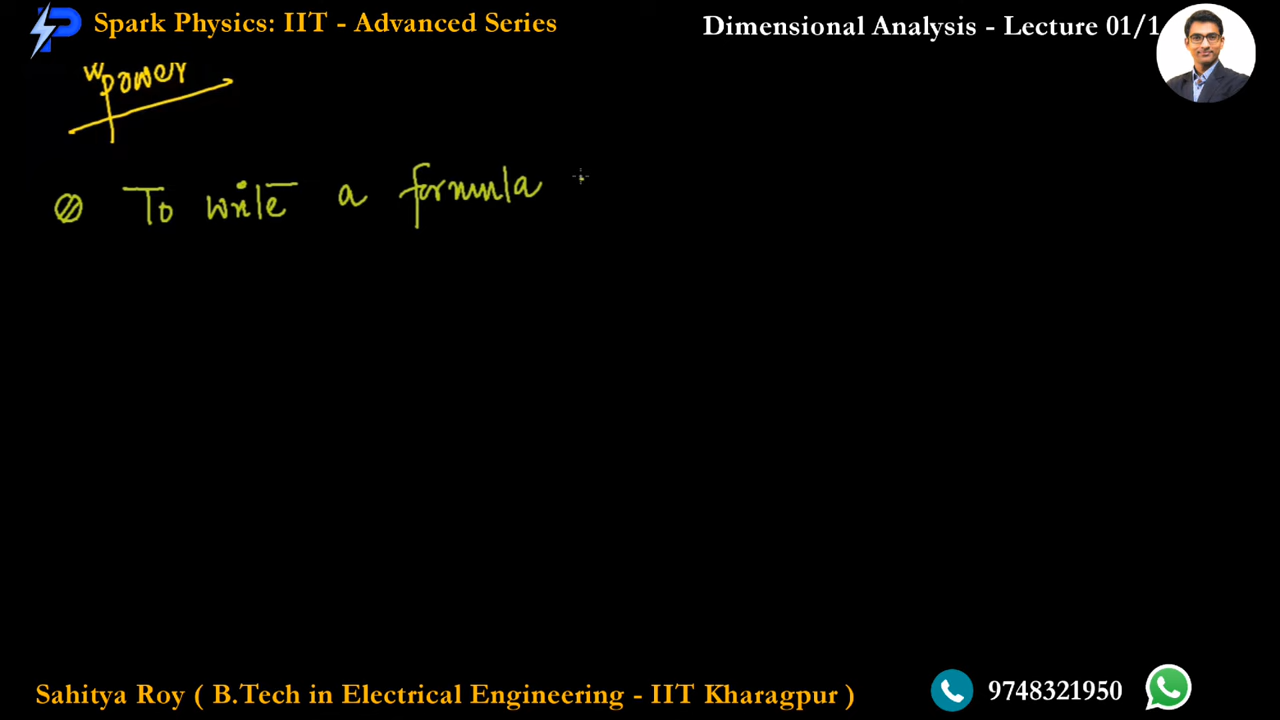 Spark Physics: IIT - Advanced Series
Dimensional Analysis - Lecture 01/1
power
To write a formula
Sahitya Roy ( B.Tech in Electrical Engineering - IIT Kharagpur )
9748321950